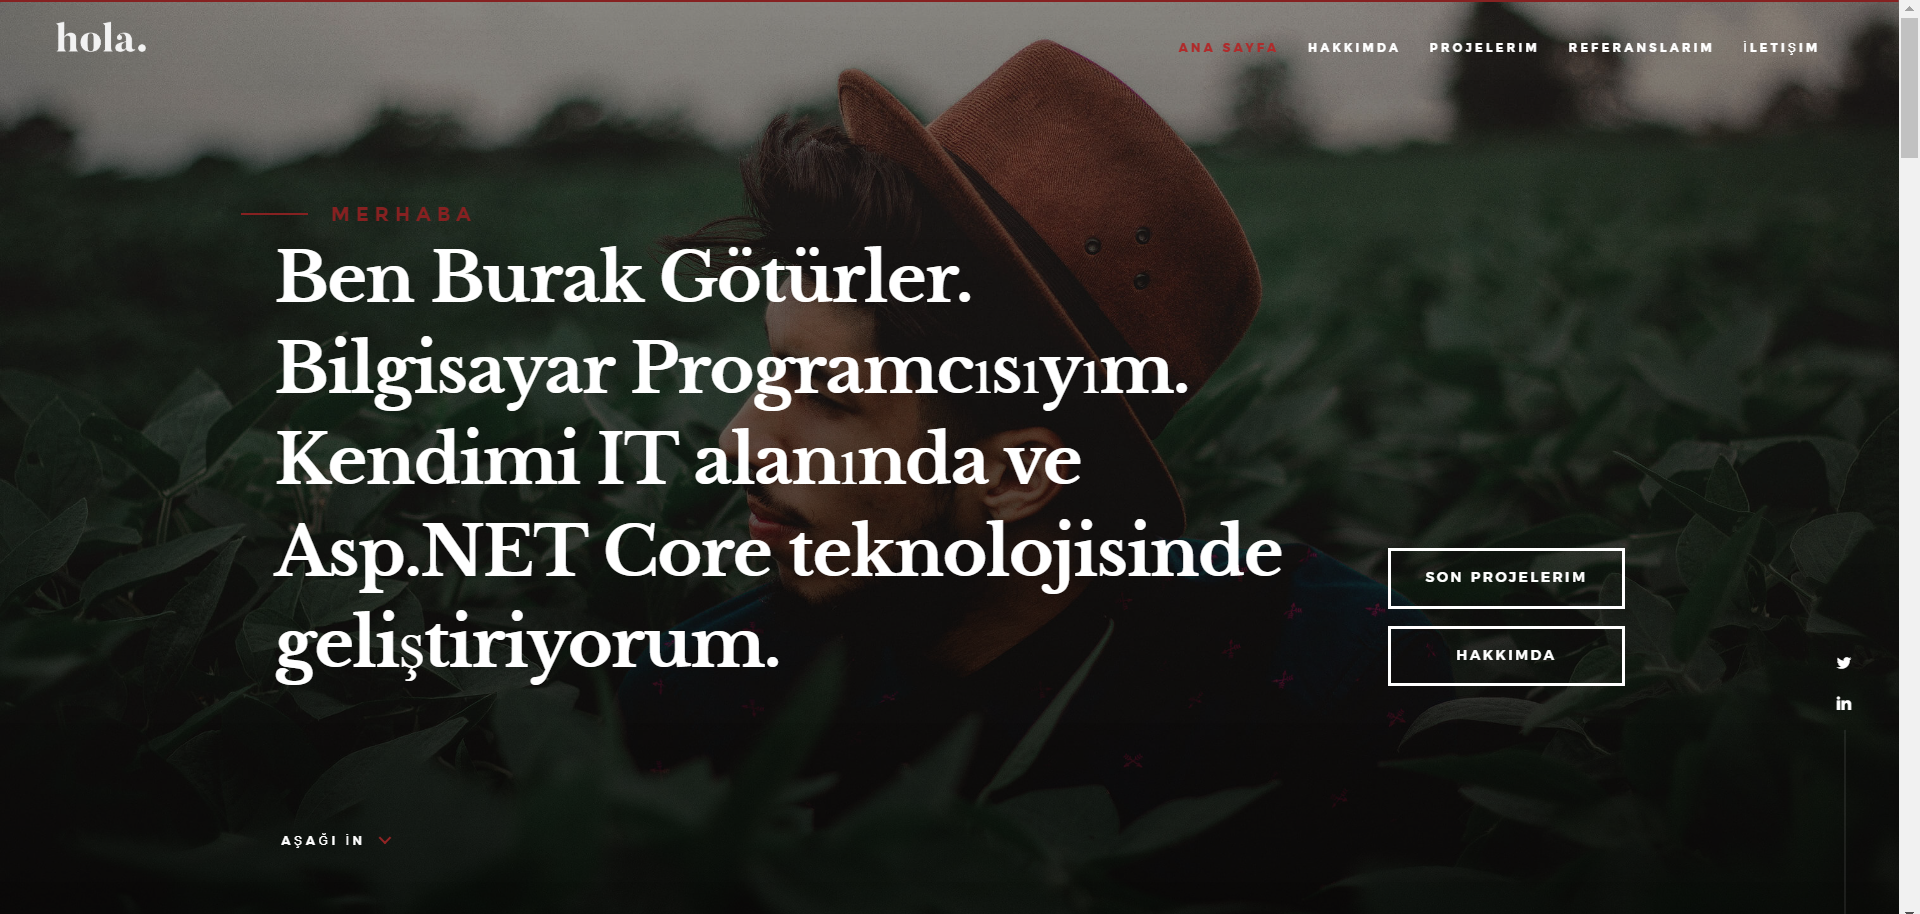 hola.
ANA SAYFA HAKKIMDA PROJELERIM REFERANSLARIM İLETIŞIM
MERHABA
Ben Burak Götürler.
Bilgisayar Programcısıyım.
Kendimi IT alanında ve
Asp.NET Core teknolojisinde
geliştiriyorum.
SON PROJELERIM
HAKKIMDA
AŞAĞI İN